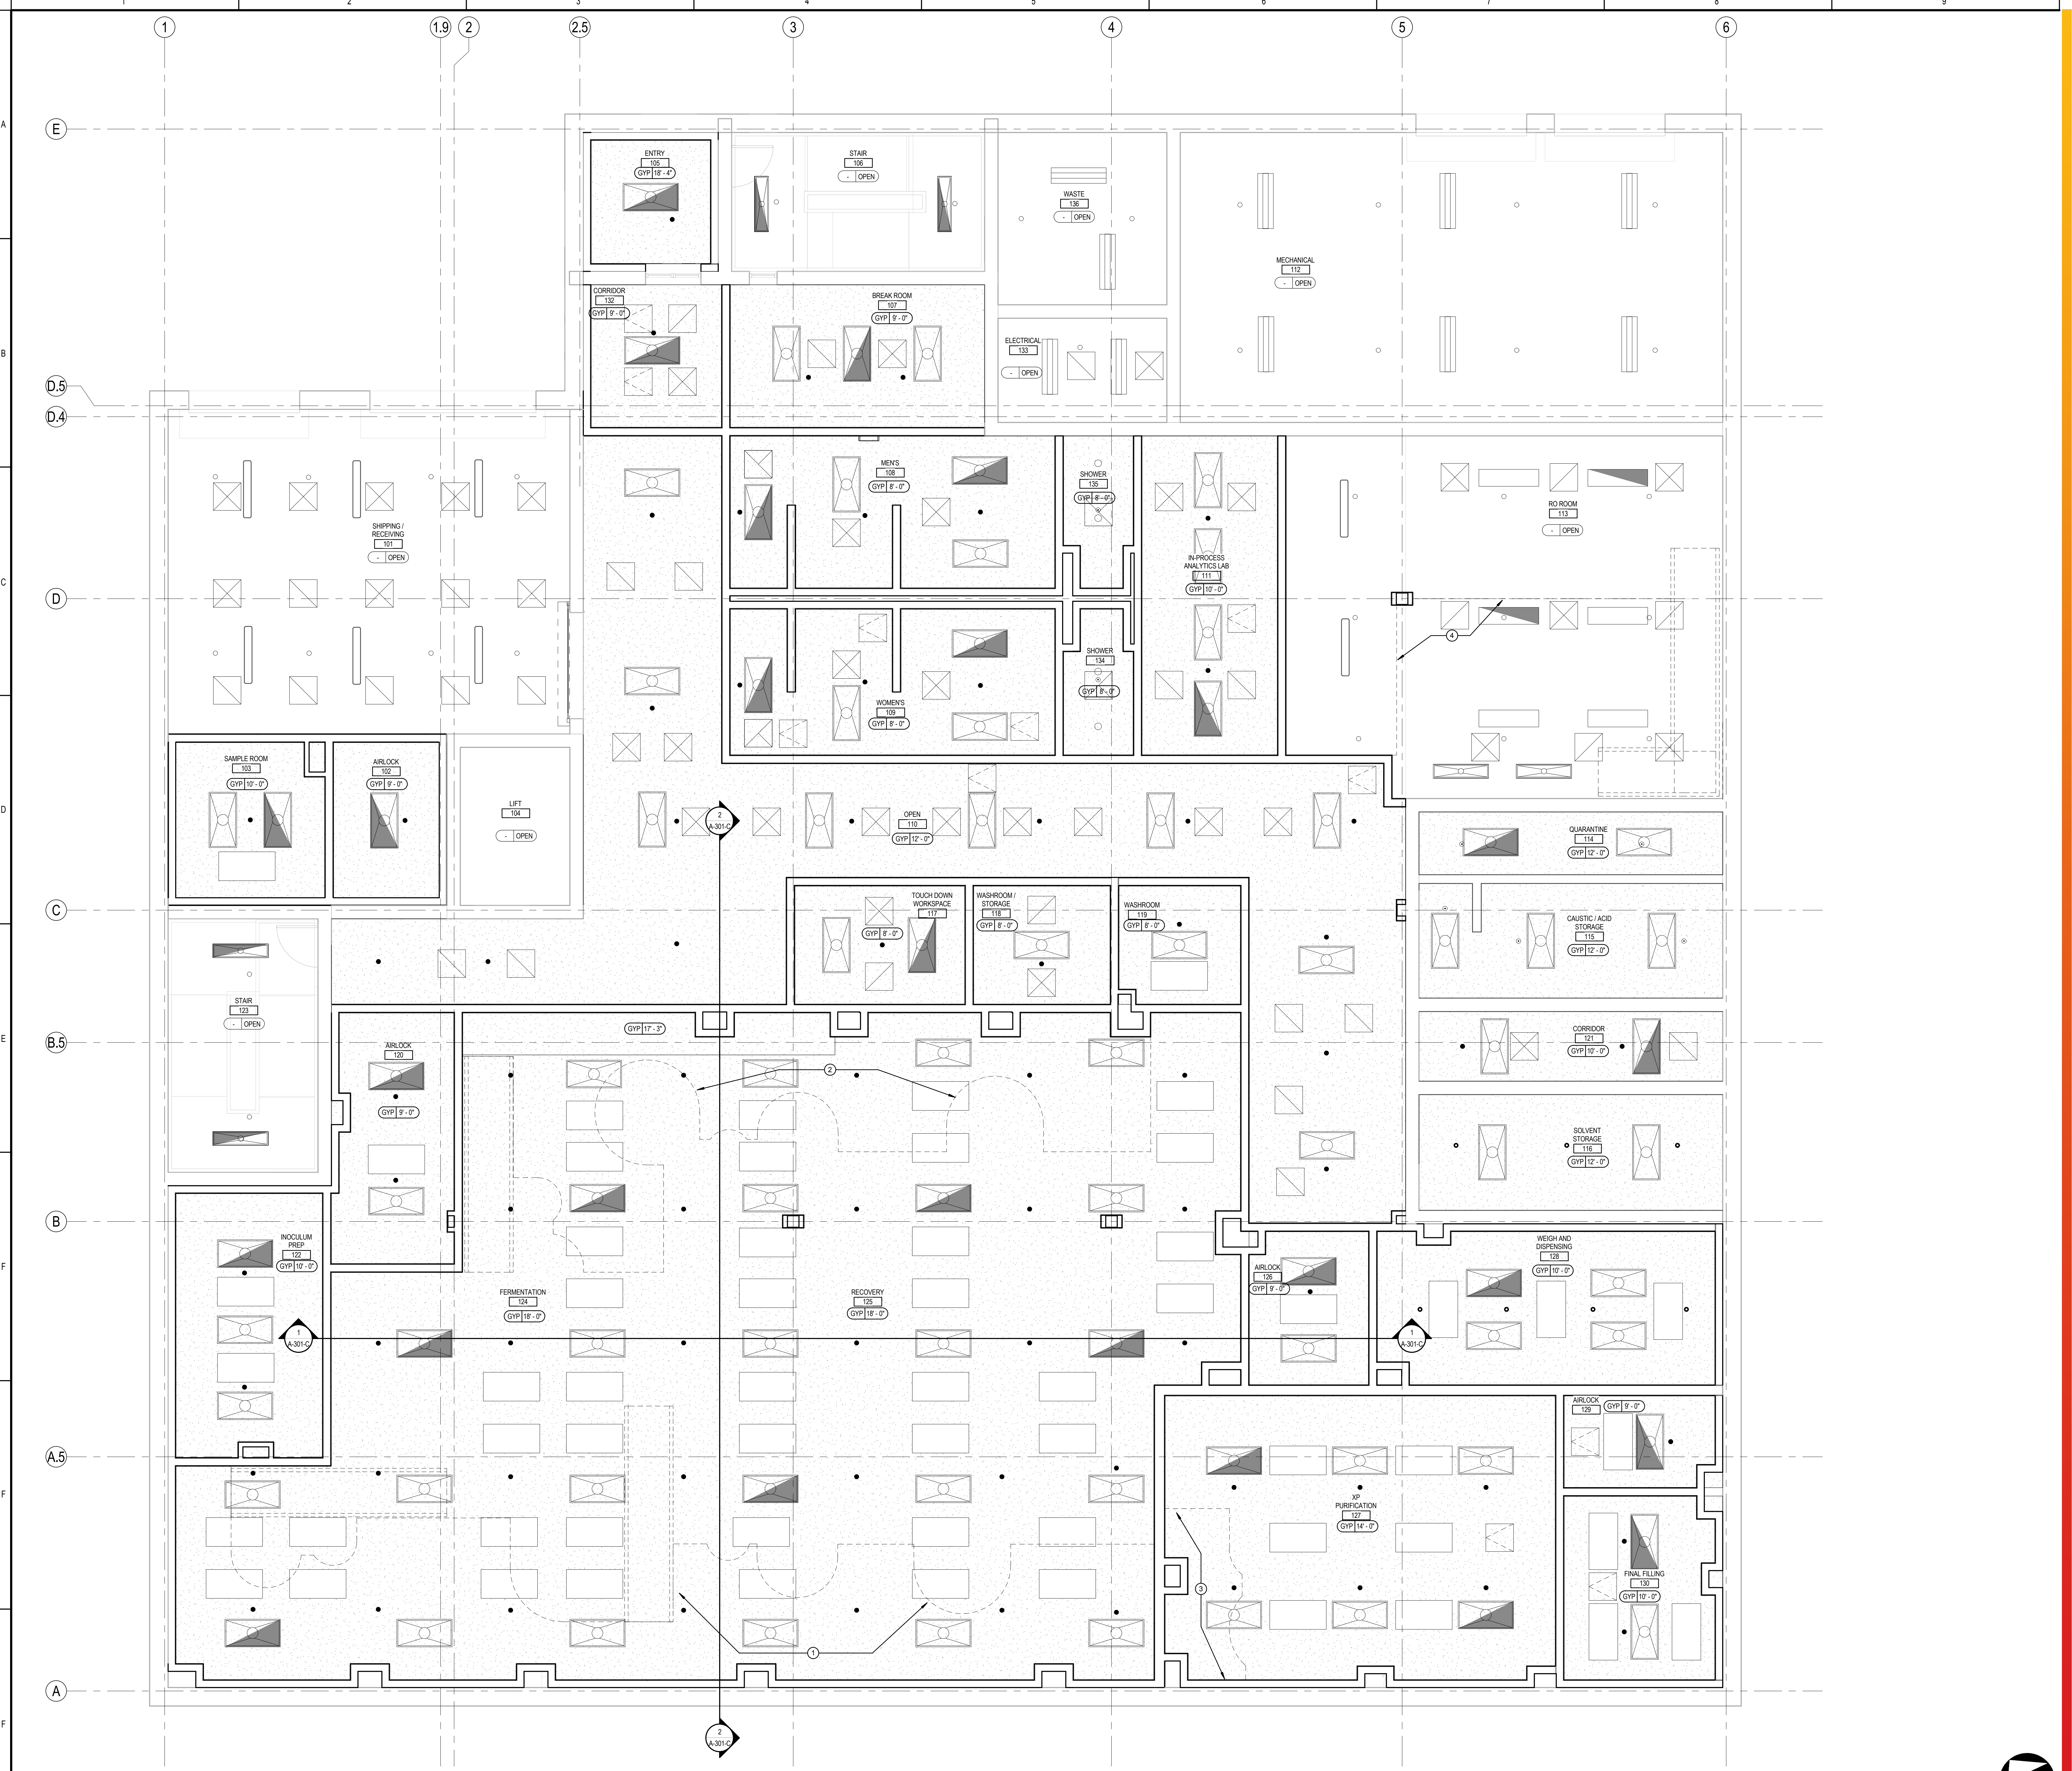 1 2 3 4 5 6 7 8 9
1 1.9 2 2.5 3 4 5 6
A
E
ENTRY
105
GYP 18' - 4"
STAIR
106
- OPEN
WASTE
136
- OPEN
MECHANICAL
112
- OPEN
B
CORRIDOR
132
GYP 9' - 0"
BREAK ROOM
107
GYP 9' - 0"
ELECTRICAL
133
- OPEN
D.5
D.4
C
SHIPPING /
RECEIVING
101
- OPEN
MEN'S
108
GYP 8' - 0"
SHOWER
135
GYP 8' - 0"
IN-PROCESS
ANALYTICS LAB
111
GYP 10' - 0"
RO ROOM
113
- OPEN
D
4
SHOWER
134
GYP 8' - 0"
WOMEN'S
109
GYP 8' - 0"
D
SAMPLE ROOM
103
GYP 10' - 0"
AIRLOCK
102
GYP 9' - 0"
LIFT
104
- OPEN
2
A-301-C
OPEN
110
GYP 12' - 0"
QUARANTINE
114
GYP 12' - 0"
C
TOUCH DOWN
WORKSPACE
117
GYP 8' - 0"
WASHROOM /
STORAGE
118
GYP 8' - 0"
WASHROOM
119
GYP 8' - 0"
CAUSTIC / ACID
STORAGE
115
GYP 12' - 0"
E
STAIR
123
- OPEN
GYP 17' - 3"
B.5
AIRLOCK
120
GYP 9' - 0"
2
CORRIDOR
121
GYP 10' - 0"
SOLVENT
STORAGE
116
GYP 12' - 0"
B
F
INOCULUM
PREP
122
GYP 10' - 0"
FERMENTATION
124
GYP 18' - 0"
RECOVERY
125
GYP 18' - 0"
AIRLOCK
126
GYP 9' - 0"
WEIGH AND
DISPENSING
128
GYP 10' - 0"
1
A-301-C
1
A-301-C
AIRLOCK
129
GYP 9' - 0"
A.5
F
XP
PURIFICATION
127
GYP 14' - 0"
3
FINAL FILLING
130
GYP 10' - 0"
1
A
F
2
A-301-C